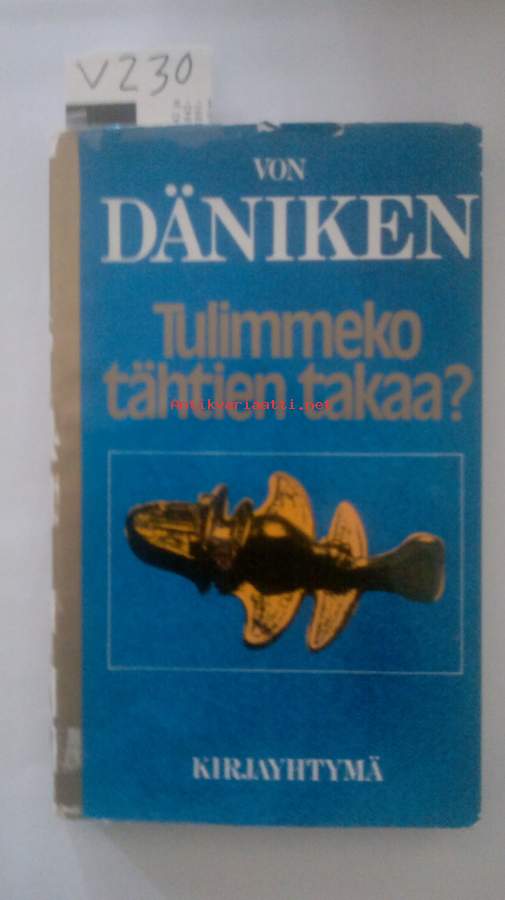 V230
VON
DÄNIKEN
Tulimmeko
tähtien takaa?
Antikvariaatti.net
KIRJAYHTYMÄ